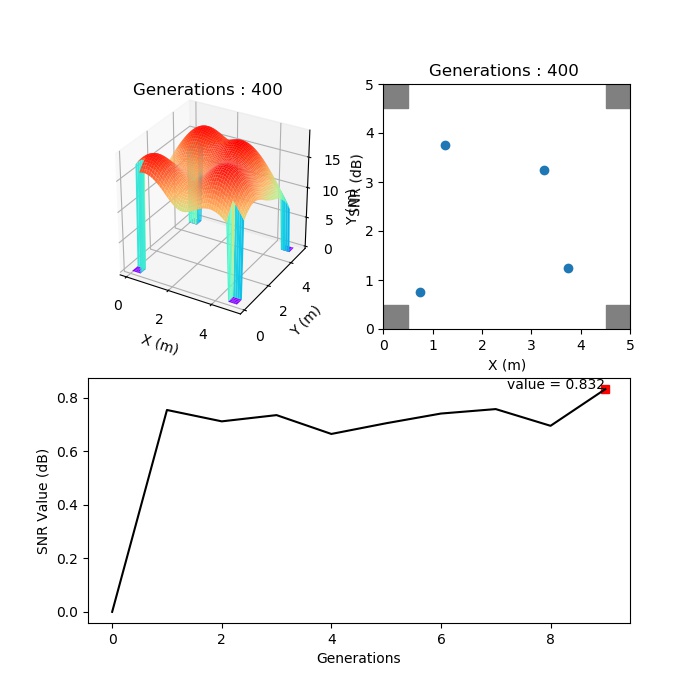 Generations : 400
0
2
4
X (m)
0
2
4
Y (m)
0
5
10
15
SNR (dB)
Generations : 400
5
4
3
2
1
0
Y (m)
0 1 2 3 4 5
X (m)
value = 0.832
0.8
0.6
0.4
0.2
0.0
SNR Value (dB)
0 2 4 6 8
Generations